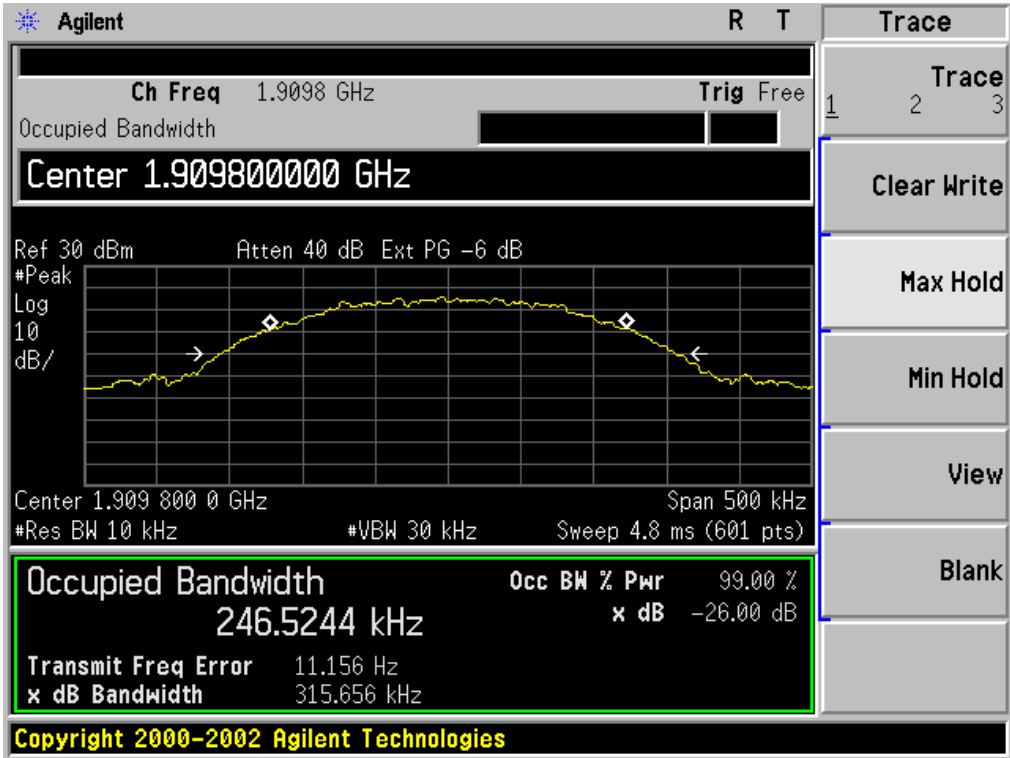 Agilent
R T
Trace
Ch Freq 1.9098 GHz
Trig Free
Occupied Bandwidth
Center 1.909800000 GHz
Ref 30 dBm Atten 40 dB Ext PG -6 dB
#Peak
Log
10
dB/
Center 1.909 800 0 GHz Span 500 kHz
#Res BW 10 kHz #VBW 30 kHz Sweep 4.8 ms (601 pts)
Occupied Bandwidth
246.5244 kHz
Occ BW % Pwr 99.00 %
x dB -26.00 dB
Transmit Freq Error 11.156 Hz
x dB Bandwidth 315.656 kHz
Copyright 2000-2002 Agilent Technologies
Trace
1 2 3
Clear Write
Max Hold
Min Hold
View
Blank